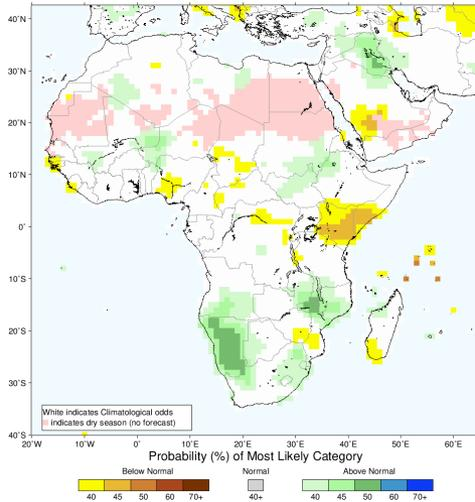 40°N
30°N
20°N
10°N
0°
10°S
20°S
30°S
40°S
White indicates Climatological odds
indicates dry season (no forecast)
20°W 10°W 0° 10°E 20°E 30°E 40°E 50°E 60°E
Probability (%) of Most Likely Category
Below Normal Normal Above Normal
40 45 50 60 70+ 40+ 40 45 50 60 70+